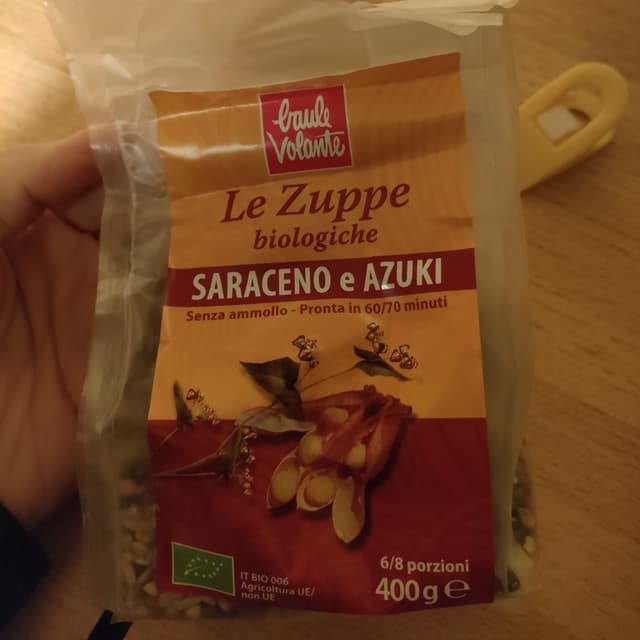 baule
volante
Le Zuppe
biologiche
SARACENO e AZUKI
Senza ammollo - Pronta in 60/70 minuti
6/8 porzioni
400 g e
IT BIO 006
Agricoltura UE/
non UE